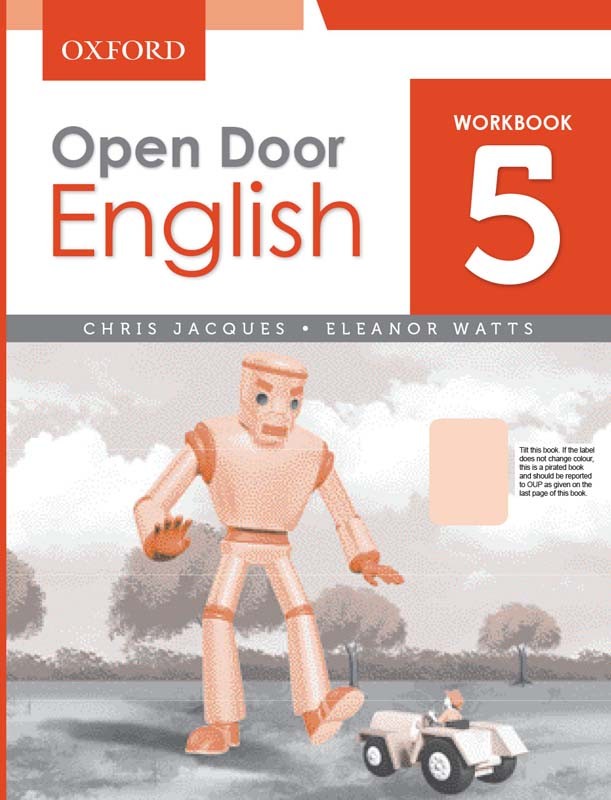 OXFORD
Open Door
English
WORKBOOK
5
CHRIS JACQUES • ELEANOR WATTS
Tilt this book. If the label
does not change colour,
this is a pirated book
and should be reported
to OUP as given on the
last page of this book.